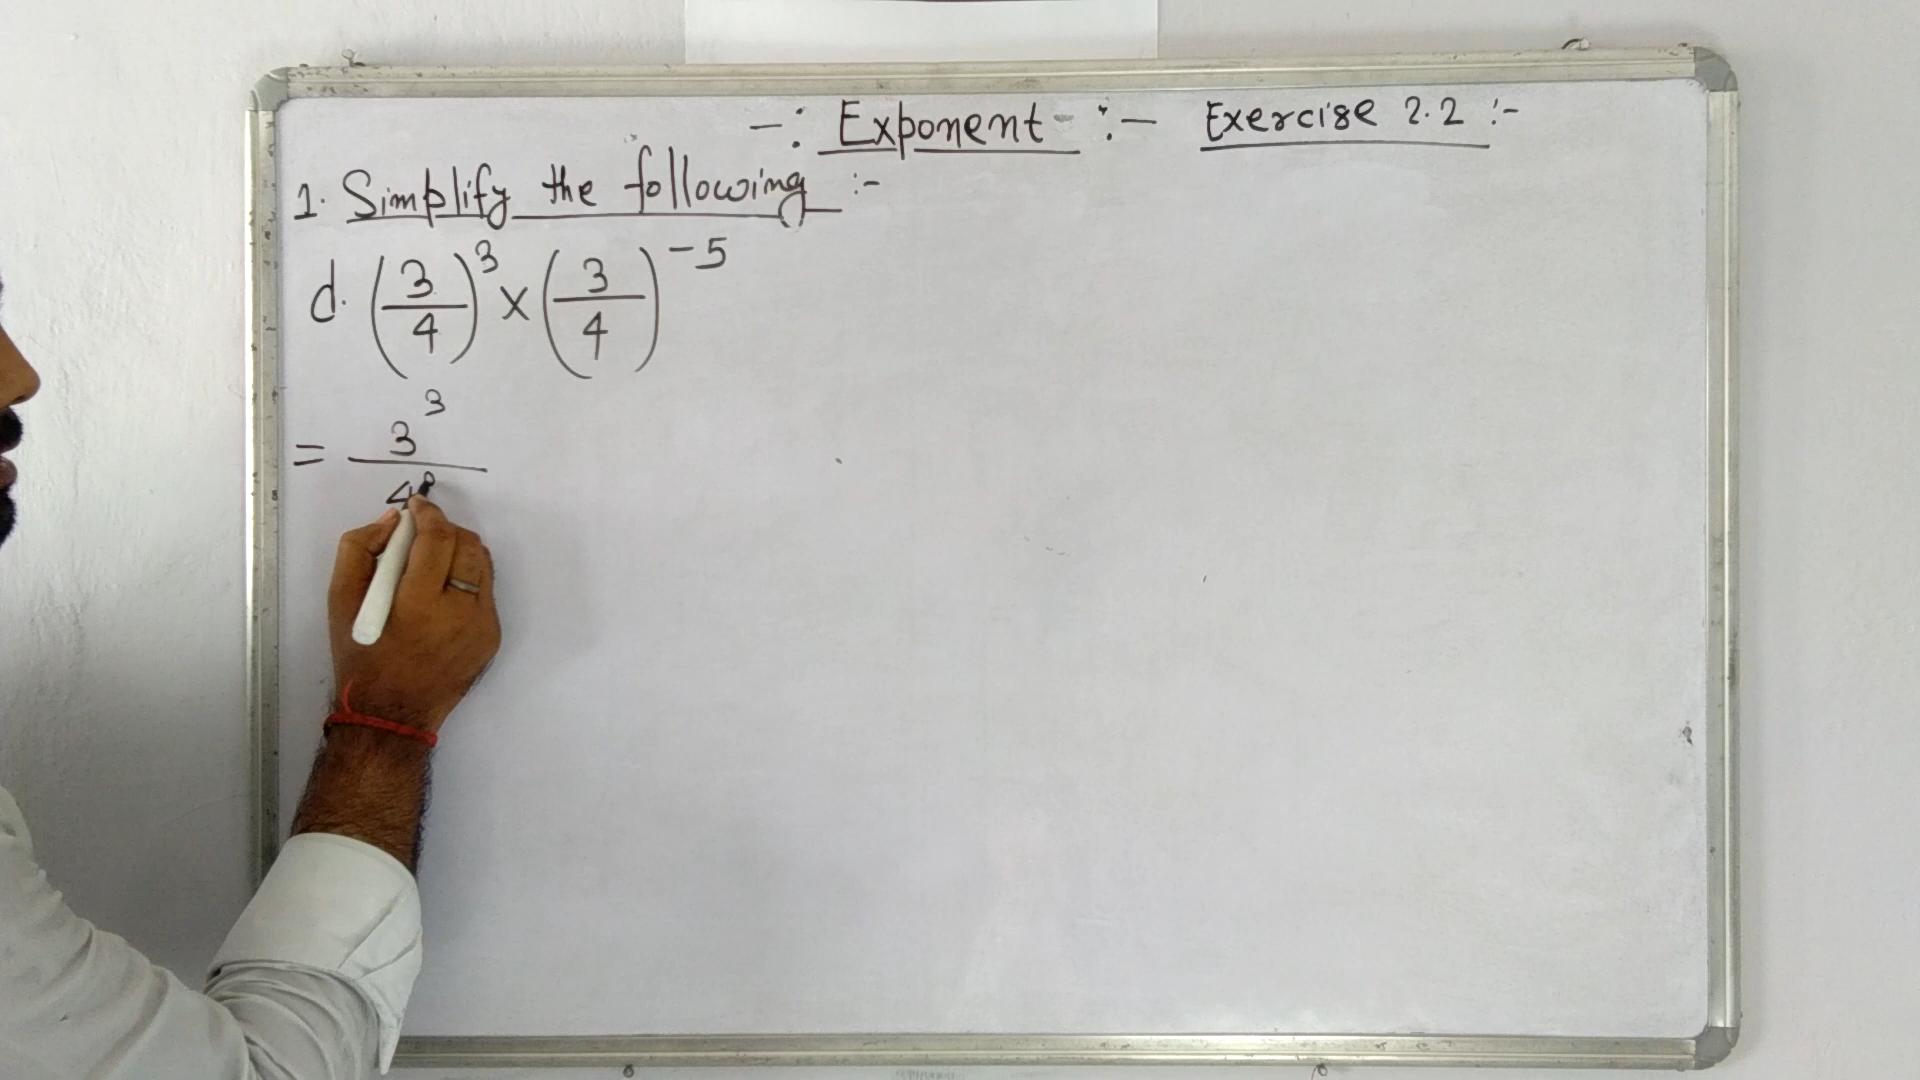 -: Exponent :- Exercise 2.2 :-
1. Simplify the following :-
d. (3/4)³ × (3/4)⁻⁵
= 3³/4